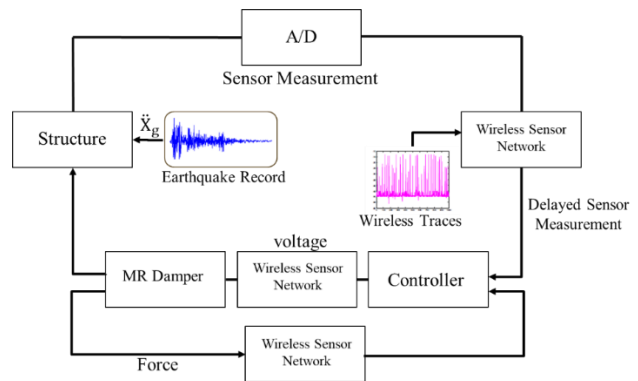 A/D
Sensor Measurement
Structure
Ẍg
Earthquake Record
Wireless Sensor
Network
Wireless Traces
Delayed Sensor
Measurement
voltage
MR Damper
Wireless Sensor
Network
Controller
Wireless Sensor
Network
Force